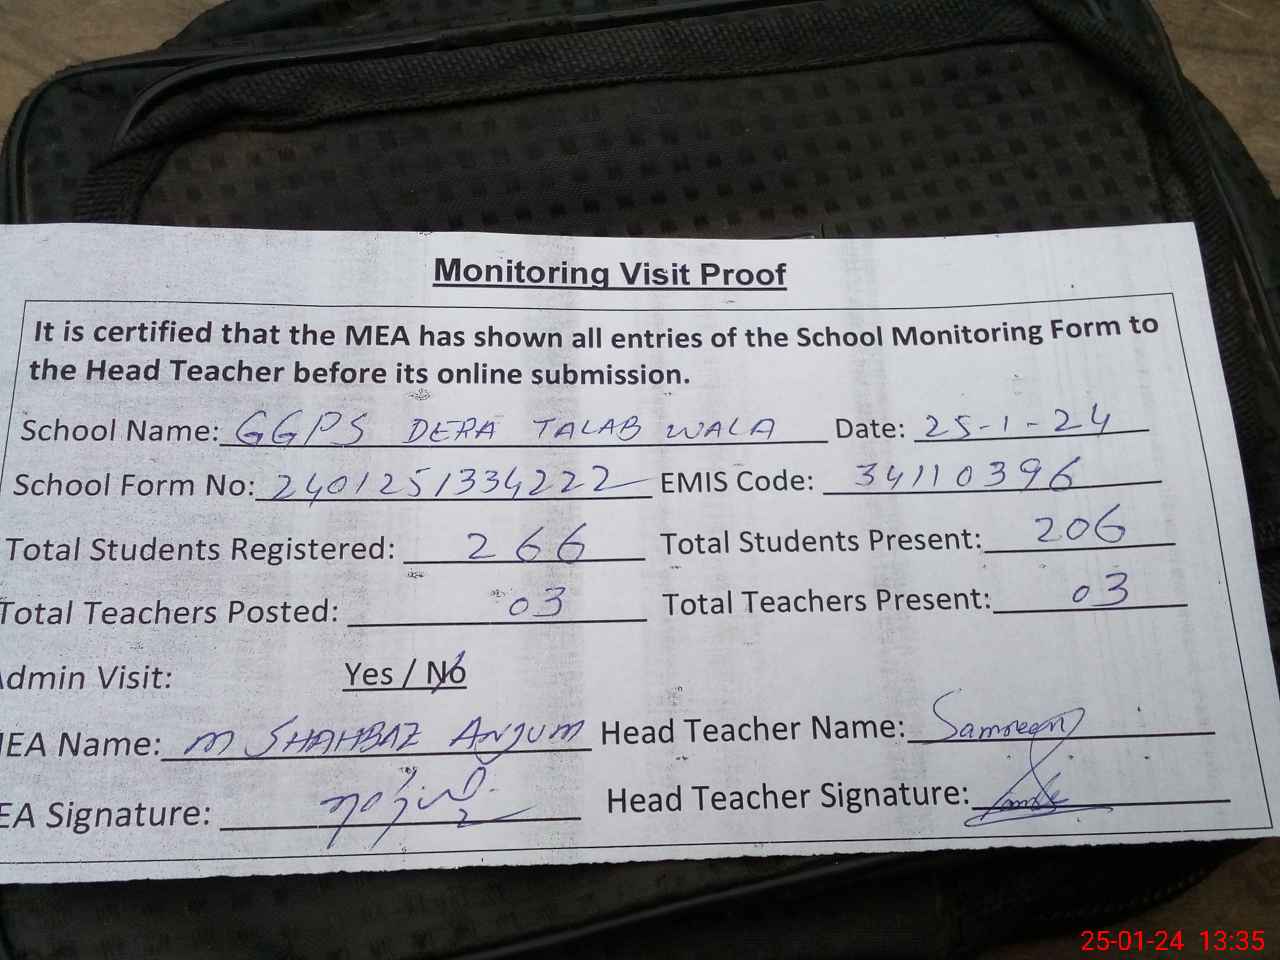 Monitoring Visit Proof
It is certified that the MEA has shown all entries of the School Monitoring Form to
the Head Teacher before its online submission.
School Name: GGPS DERA TALAB WALA Date: 25-1-24
School Form No: 2401251334222 EMIS Code: 34110396
Total Students Registered: 266 Total Students Present: 206
Total Teachers Posted: 03 Total Teachers Present: 03
Admin Visit: Yes / No
MEA Name: M SHAHBAZ ANJUM Head Teacher Name: Samreen
EA Signature: Head Teacher Signature:
25-01-24 13:35